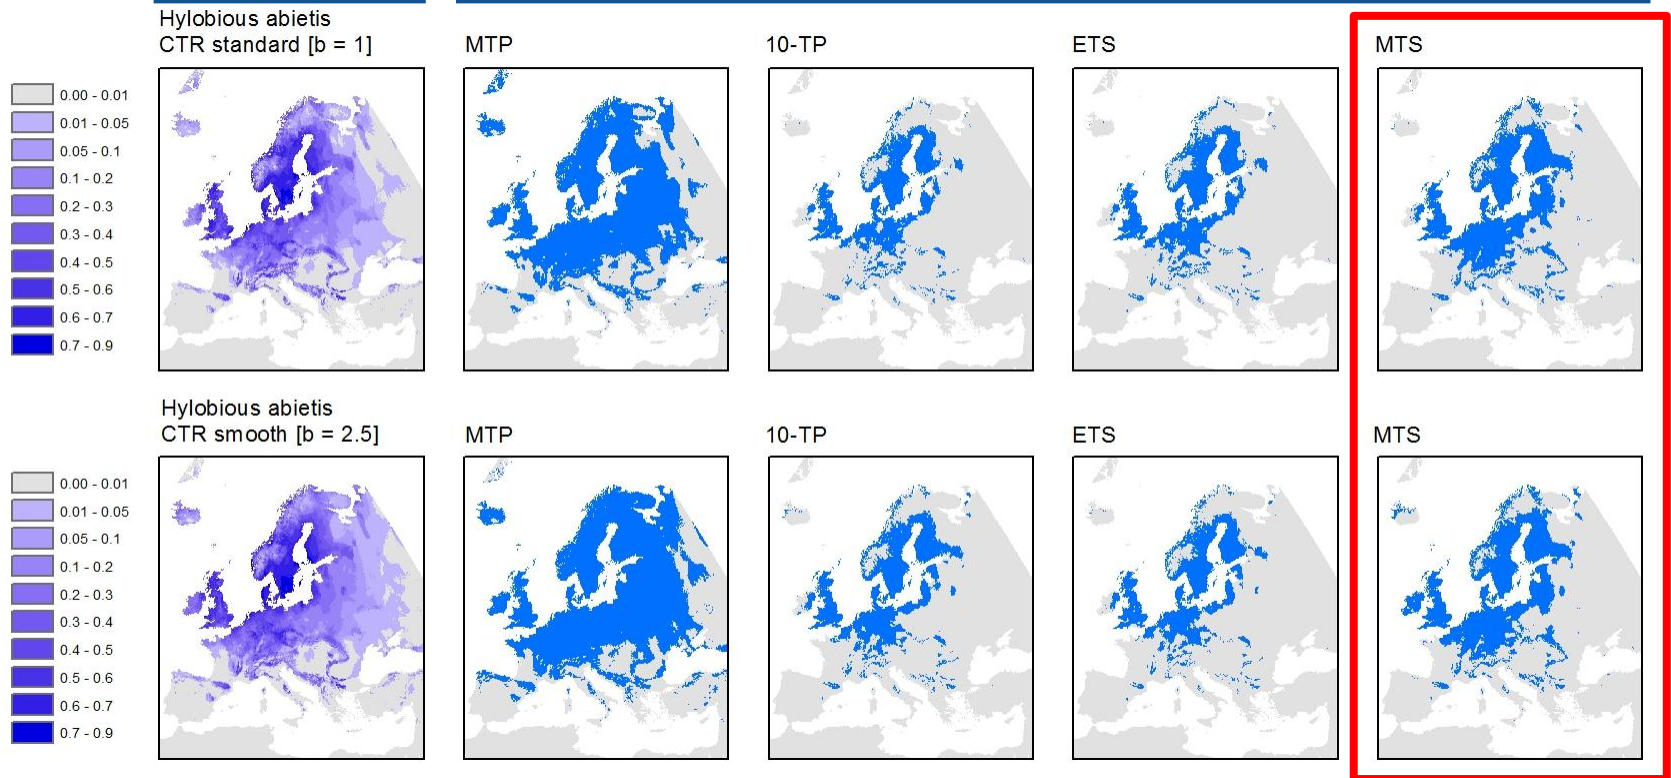 Hylobious abietis
CTR standard [b = 1]
MTP
10-TP
ETS
MTS
0.00 - 0.01
0.01 - 0.05
0.05 - 0.1
0.1 - 0.2
0.2 - 0.3
0.3 - 0.4
0.4 - 0.5
0.5 - 0.6
0.6 - 0.7
0.7 - 0.9
Hylobious abietis
CTR smooth [b = 2.5]
MTP
10-TP
ETS
MTS
0.00 - 0.01
0.01 - 0.05
0.05 - 0.1
0.1 - 0.2
0.2 - 0.3
0.3 - 0.4
0.4 - 0.5
0.5 - 0.6
0.6 - 0.7
0.7 - 0.9